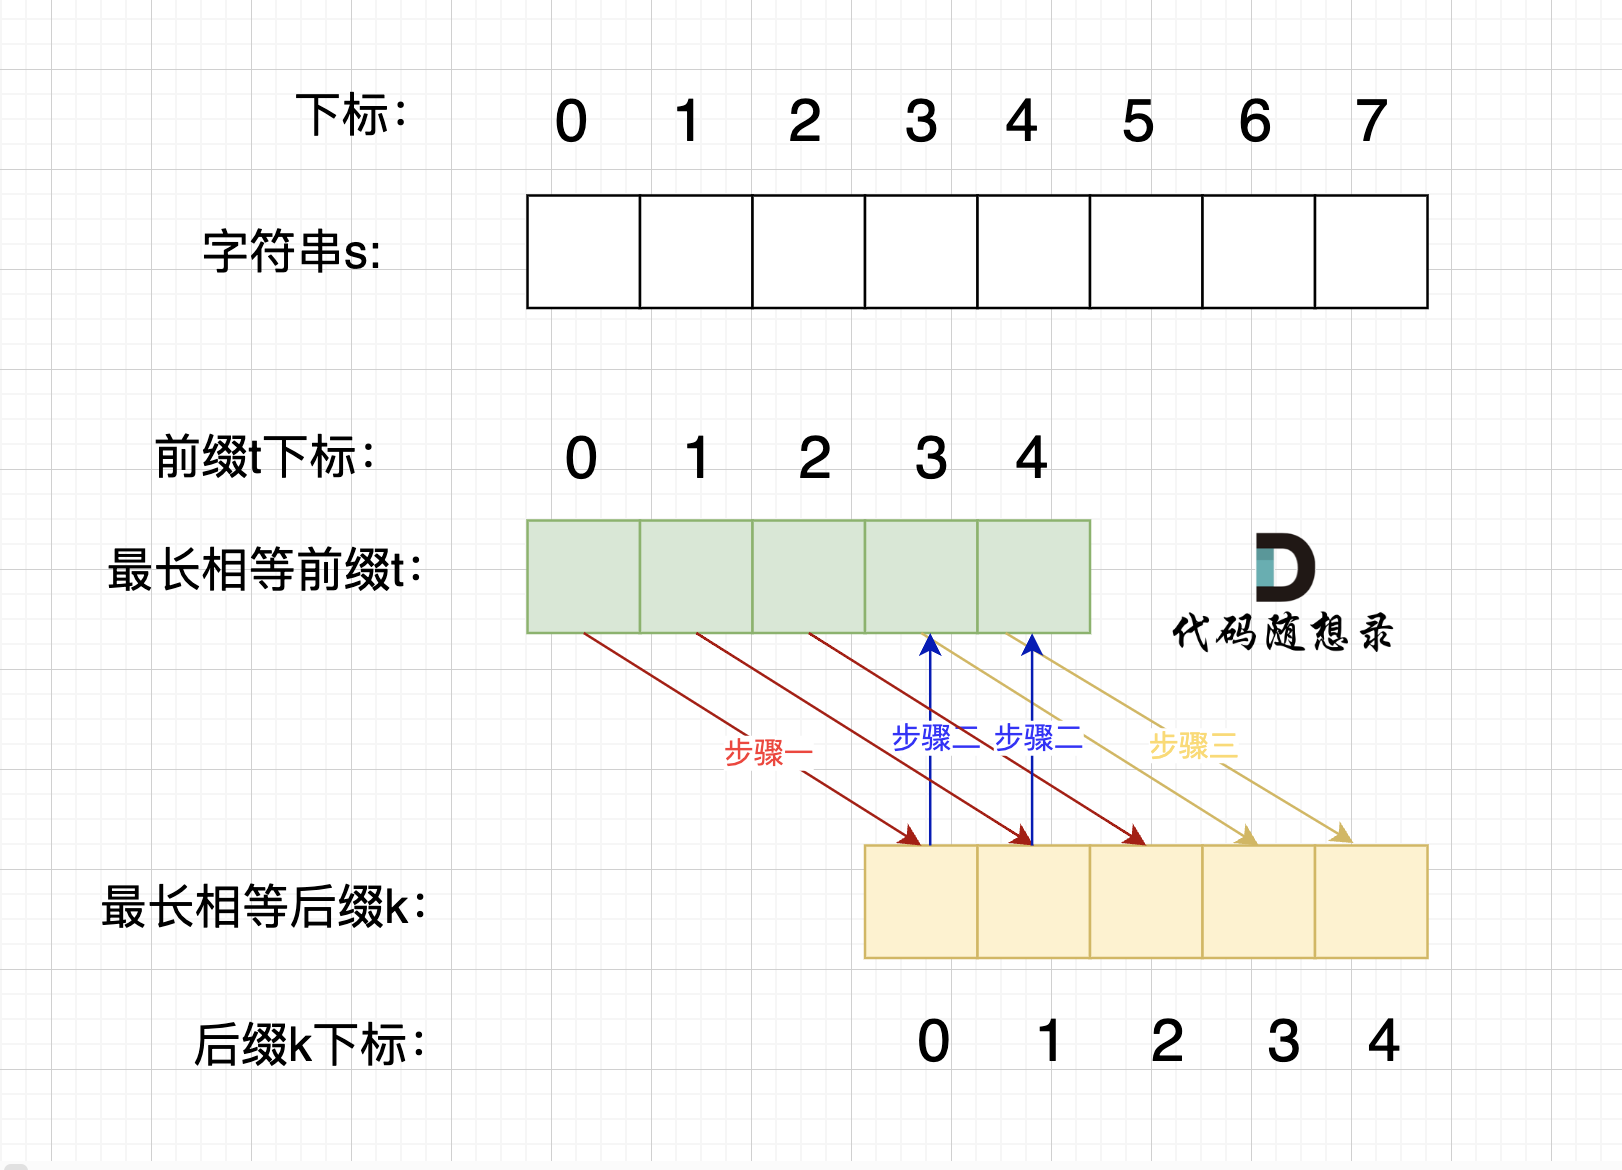 下标： 0 1 2 3 4 5 6 7
字符串s:
前缀t下标： 0 1 2 3 4
最长相等前缀t：
代码随想录
步骤一 步骤二 步骤二 步骤三
最长相等后缀k：
后缀k下标： 0 1 2 3 4